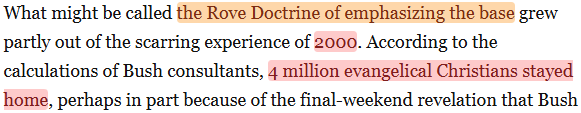 What might be called the Rove Doctrine of emphasizing the base grew
partly out of the scarring experience of 2000. According to the
calculations of Bush consultants, 4 million evangelical Christians stayed
home, perhaps in part because of the final-weekend revelation that Bush